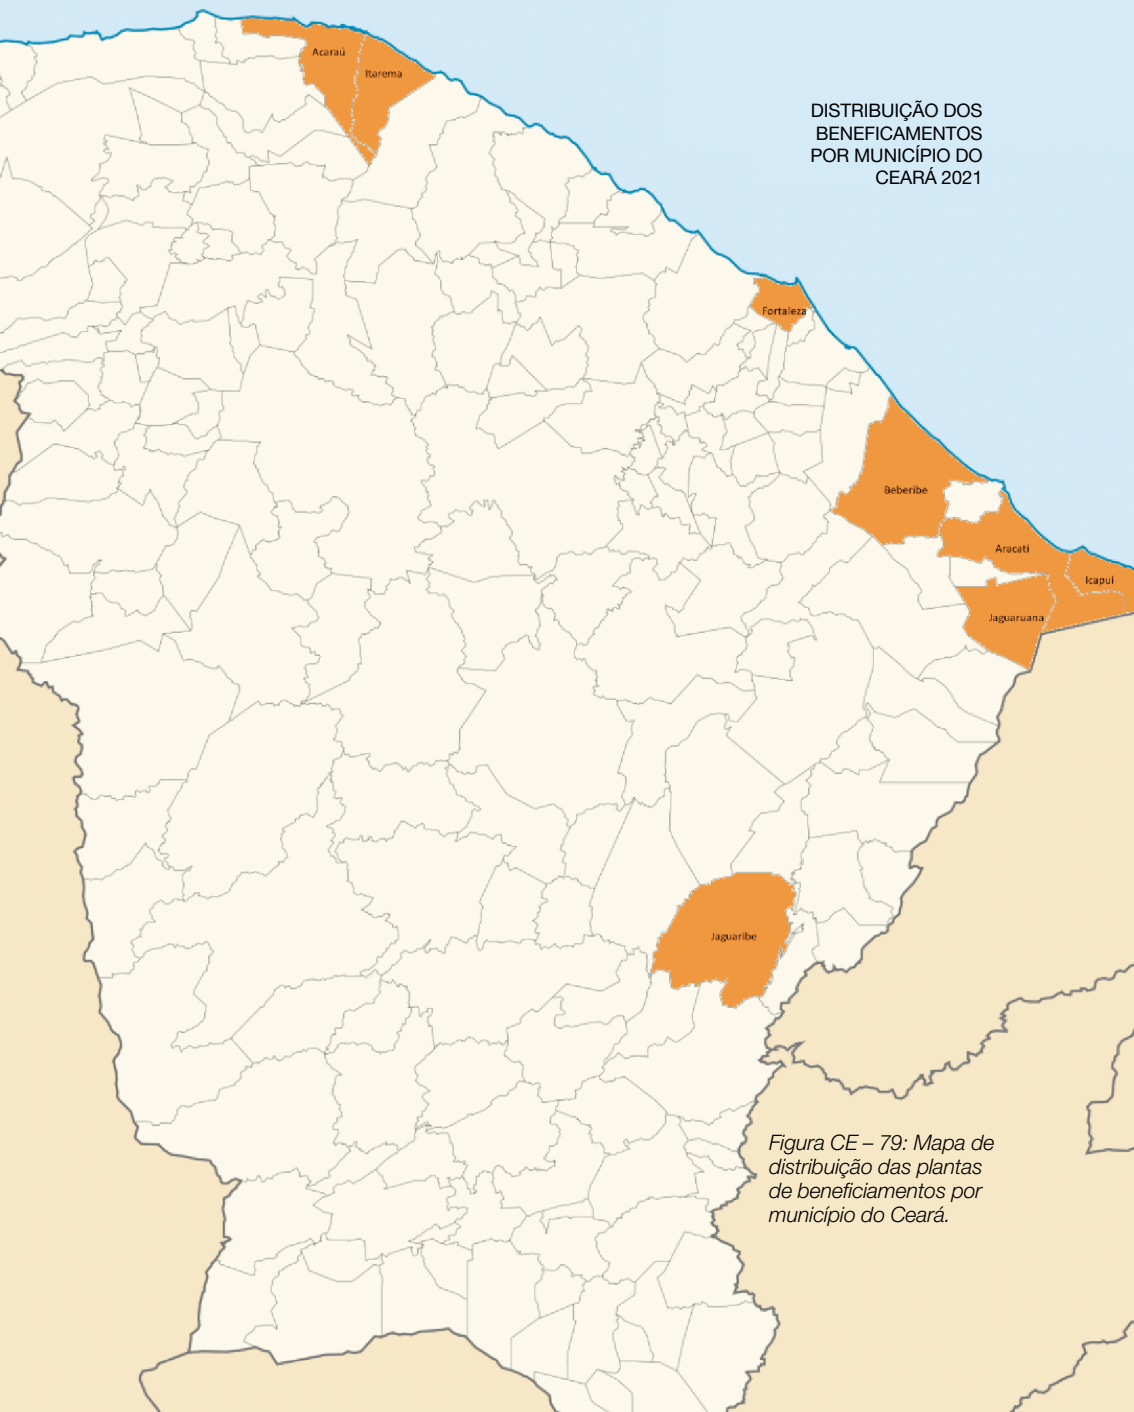 DISTRIBUIÇÃO DOS
BENEFICAMENTOS
POR MUNICÍPIO DO
CEARÁ 2021
Acaraú
Itarema
Fortaleza
Beberibe
Aracati
Icapuí
Jaguaruana
Jaguaribe
Figura CE – 79: Mapa de
distribuição das plantas
de beneficiamentos por
município do Ceará.